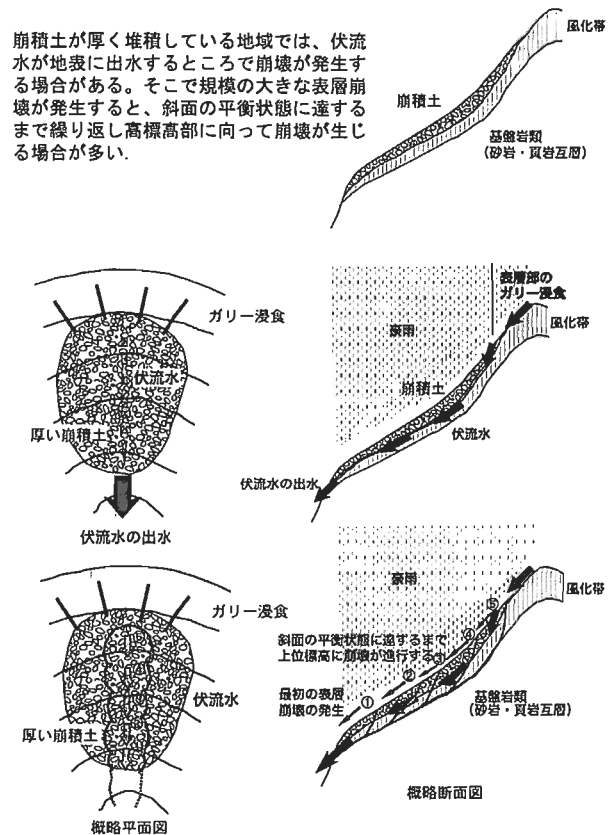 崩積土が厚く堆積している地域では、伏流
水が地表に出水するところで崩壊が発生す
る場合がある。そこで規模の大きな表層崩
壊が発生すると、斜面の平衡状態に達する
まで繰り返し高標高部に向って崩壊が生じ
る場合が多い.
風化帯
崩積土
基盤岩類
(砂岩・頁岩互層)
ガリー浸食
伏流水
厚い崩積土
伏流水の出水
表層部の
ガリー浸食
豪雨
風化帯
崩積土
伏流水
伏流水の出水
ガリー浸食
伏流水
厚い崩積土
概略平面図
豪雨
風化帯
⑤
④
斜面の平衡状態に達するまで
上位標高に崩壊が進行する
③
②
①
最初の表層
崩壊の発生
基盤岩類
(砂岩・頁岩互層)
概略断面図